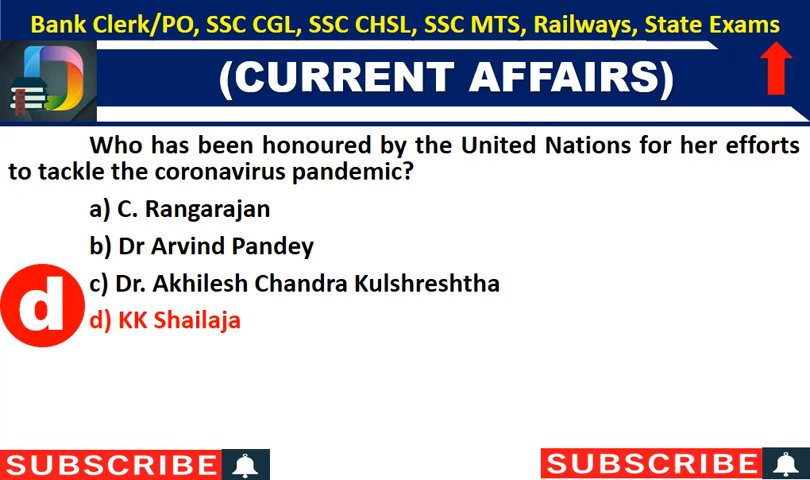 Bank Clerk/PO, SSC CGL, SSC CHSL, SSC MTS, Railways, State Exams
(CURRENT AFFAIRS)
Who has been honoured by the United Nations for her efforts
to tackle the coronavirus pandemic?
a) C. Rangarajan
b) Dr Arvind Pandey
c) Dr. Akhilesh Chandra Kulshreshtha
d
d) KK Shailaja
SUBSCRIBE
SUBSCRIBE